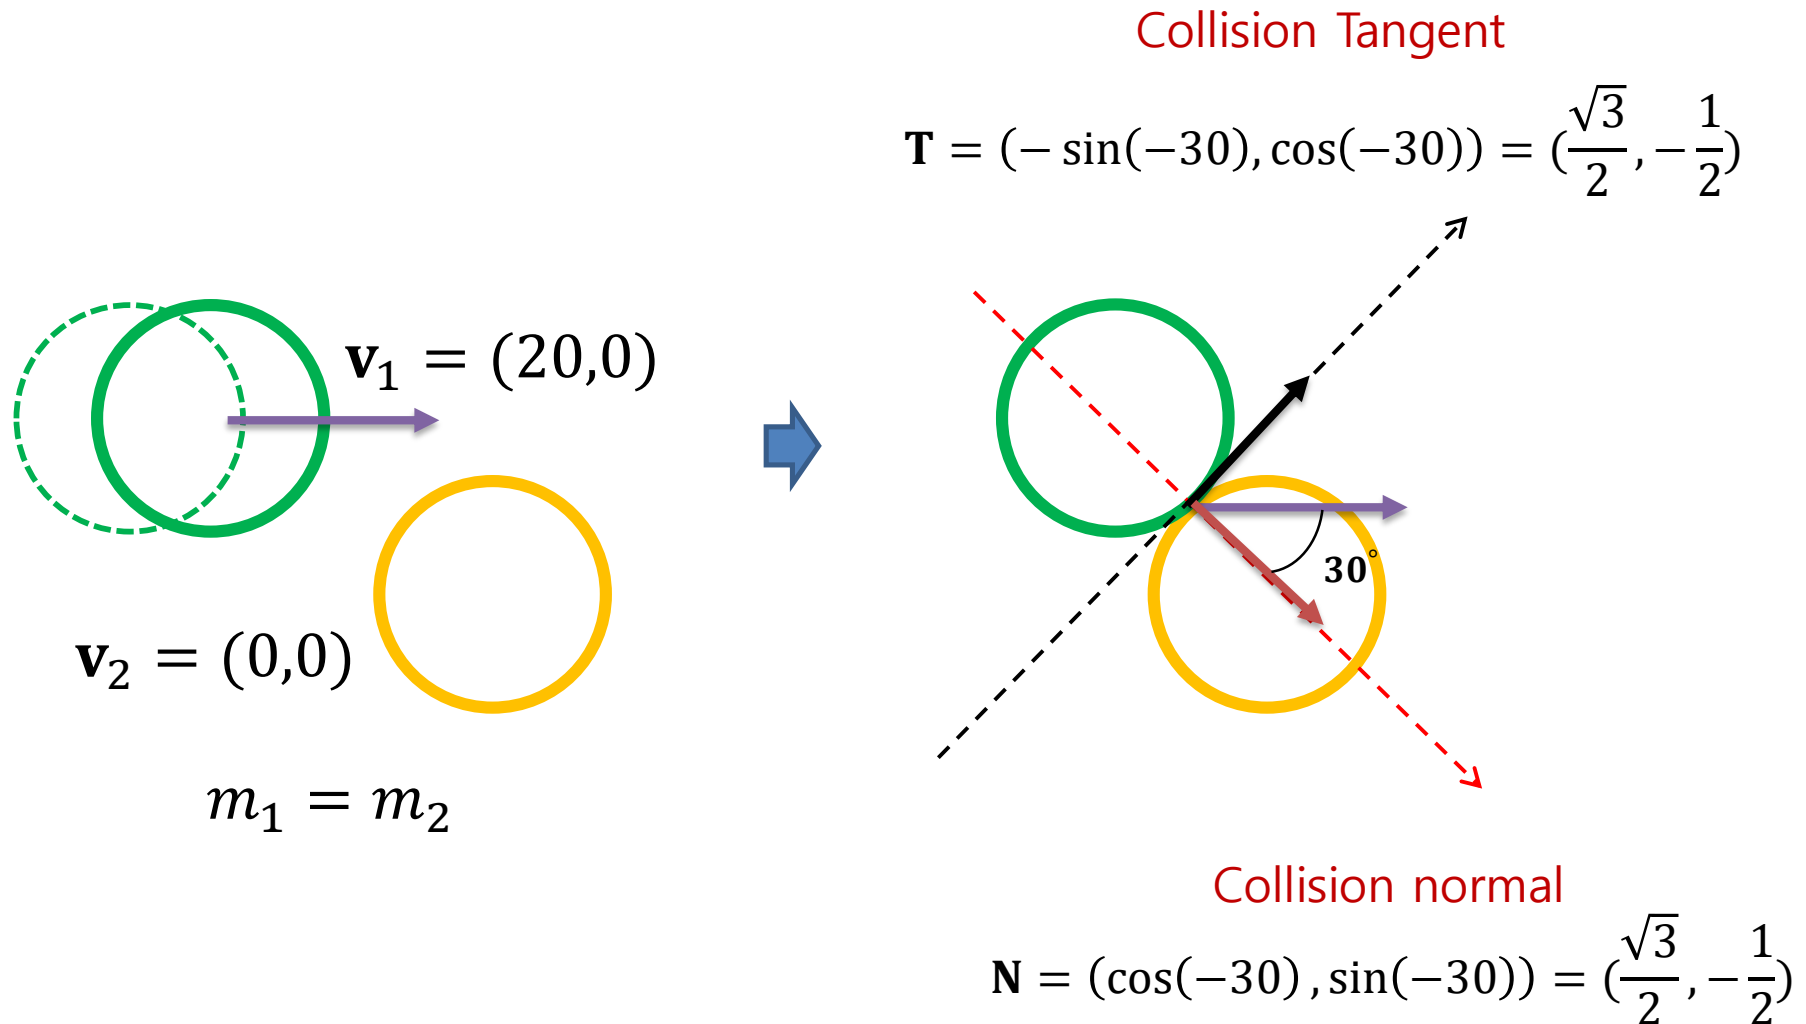 Collision Tangent
𝐓 = (− sin(−30), cos(−30)) = (√3/2, − 1/2)
𝐯₁ = (20,0)
30°
𝐯₂ = (0,0)
m₁ = m₂
Collision normal
𝐍 = (cos(−30) , sin(−30)) = (√3/2, − 1/2)